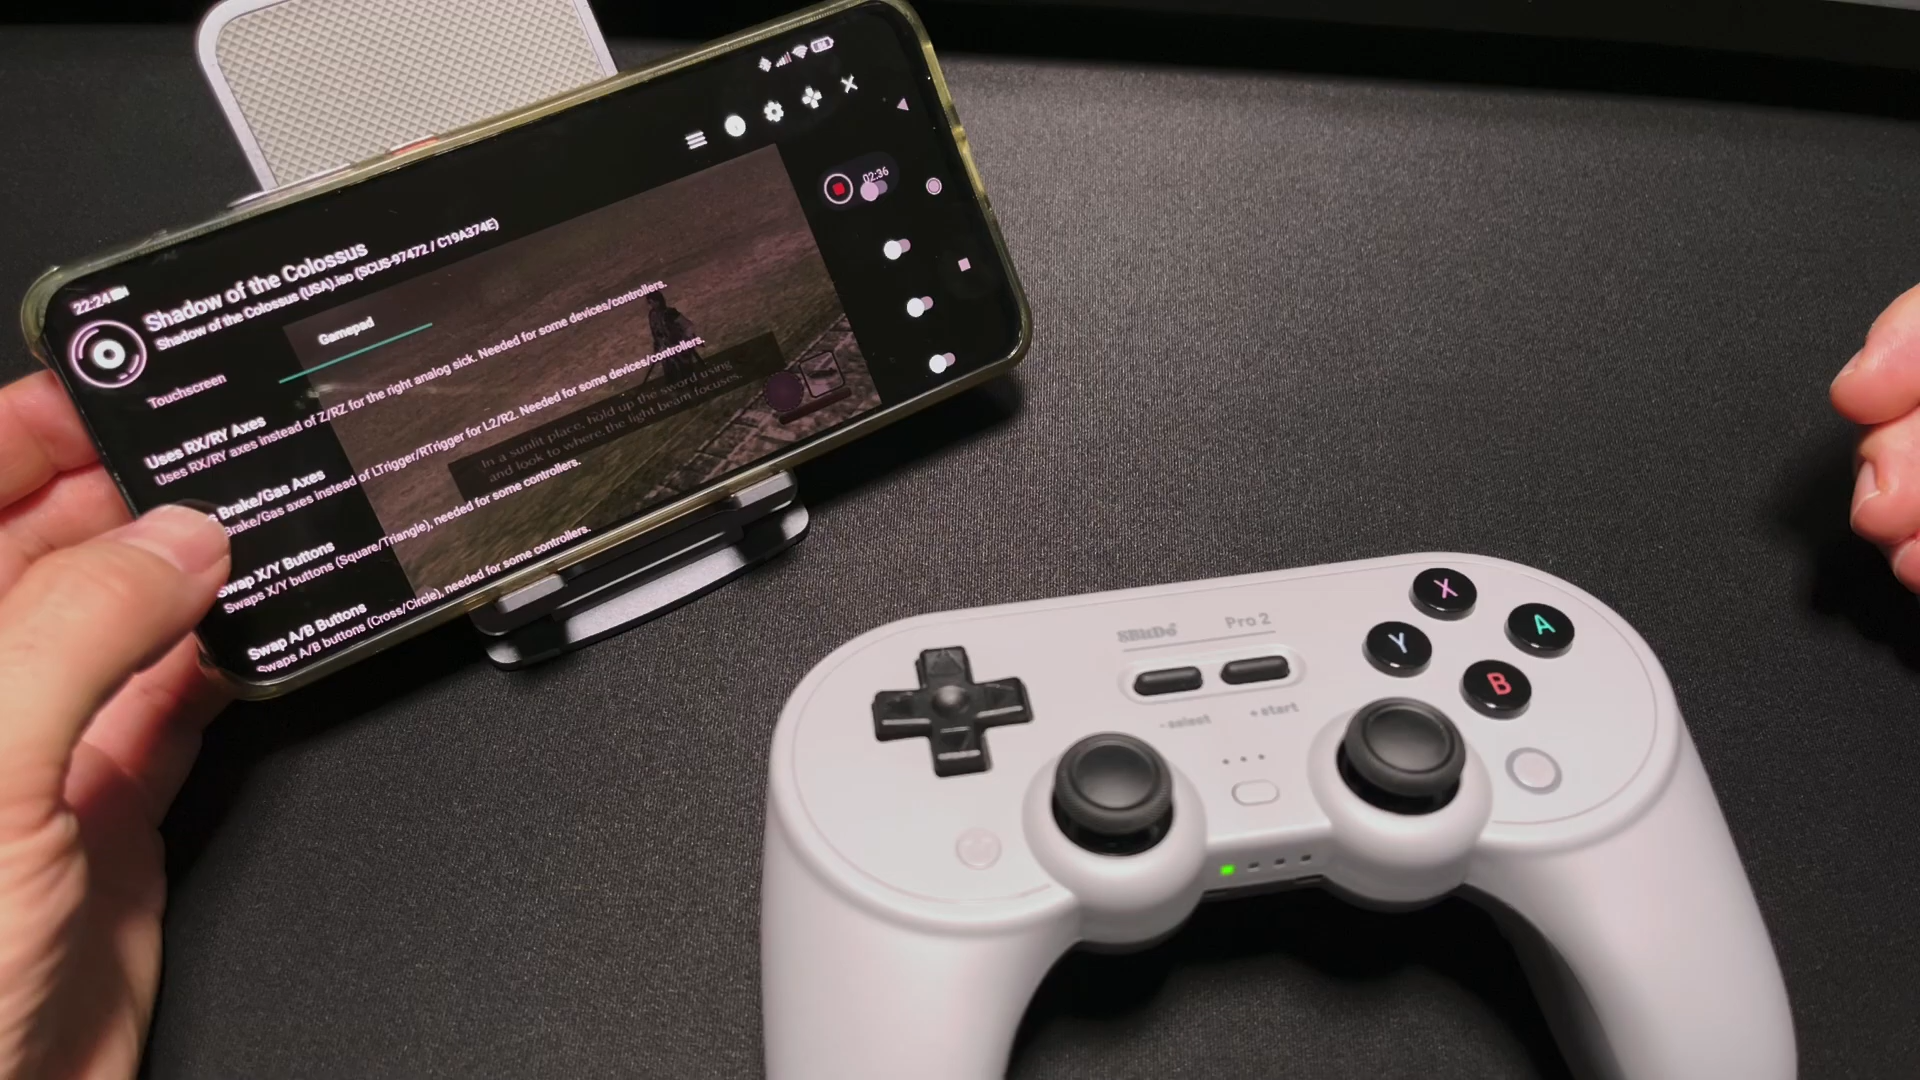 22:24
Shadow of the Colossus
Shadow of the Colossus (USA).iso (SCUS-97472 / C19A374E)
02:36
Touchscreen
Gamepad
Uses RX/RY Axes
Uses RX/RY axes instead of Z/RZ for the right analog sick. Needed for some devices/controllers.
Brake/Gas Axes
Brake/Gas axes instead of LTrigger/RTrigger for L2/R2. Needed for some devices/controllers.
Swap X/Y Buttons
Swaps X/Y buttons (Square/Triangle), needed for some controllers.
Swap A/B Buttons
Swaps A/B buttons (Cross/Circle), needed for some controllers.
In a sunlit place, hold up the sword using
and look to where the light beam focuses.
8BitDo
Pro 2
- select
+ start
X
Y
A
B